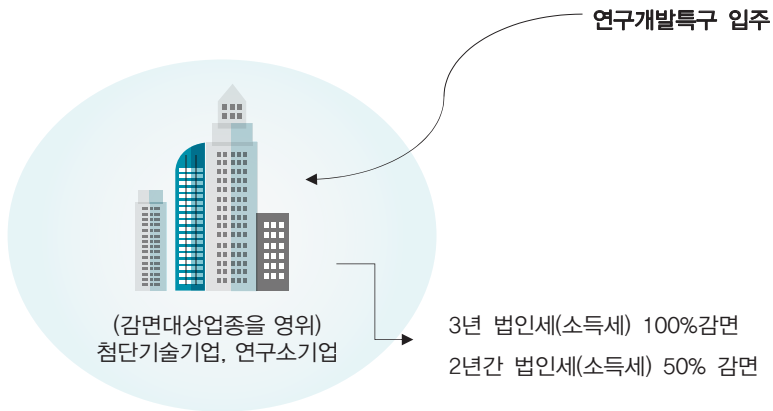 연구개발특구 입주
(감면대상업종을 영위)
첨단기술기업, 연구소기업
3년 법인세(소득세) 100%감면
2년간 법인세(소득세) 50% 감면